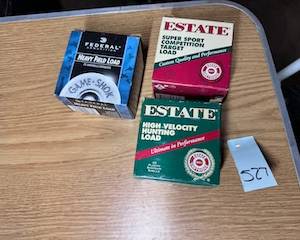 FEDERAL
HEAVY FIELD LOAD
GAME-SHOK
ESTATE
SUPER SPORT
COMPETITION
TARGET
LOAD
Custom Quality and Performance
ESTATE
HIGH-VELOCITY
HUNTING
LOAD
Ultimate in Performance
527